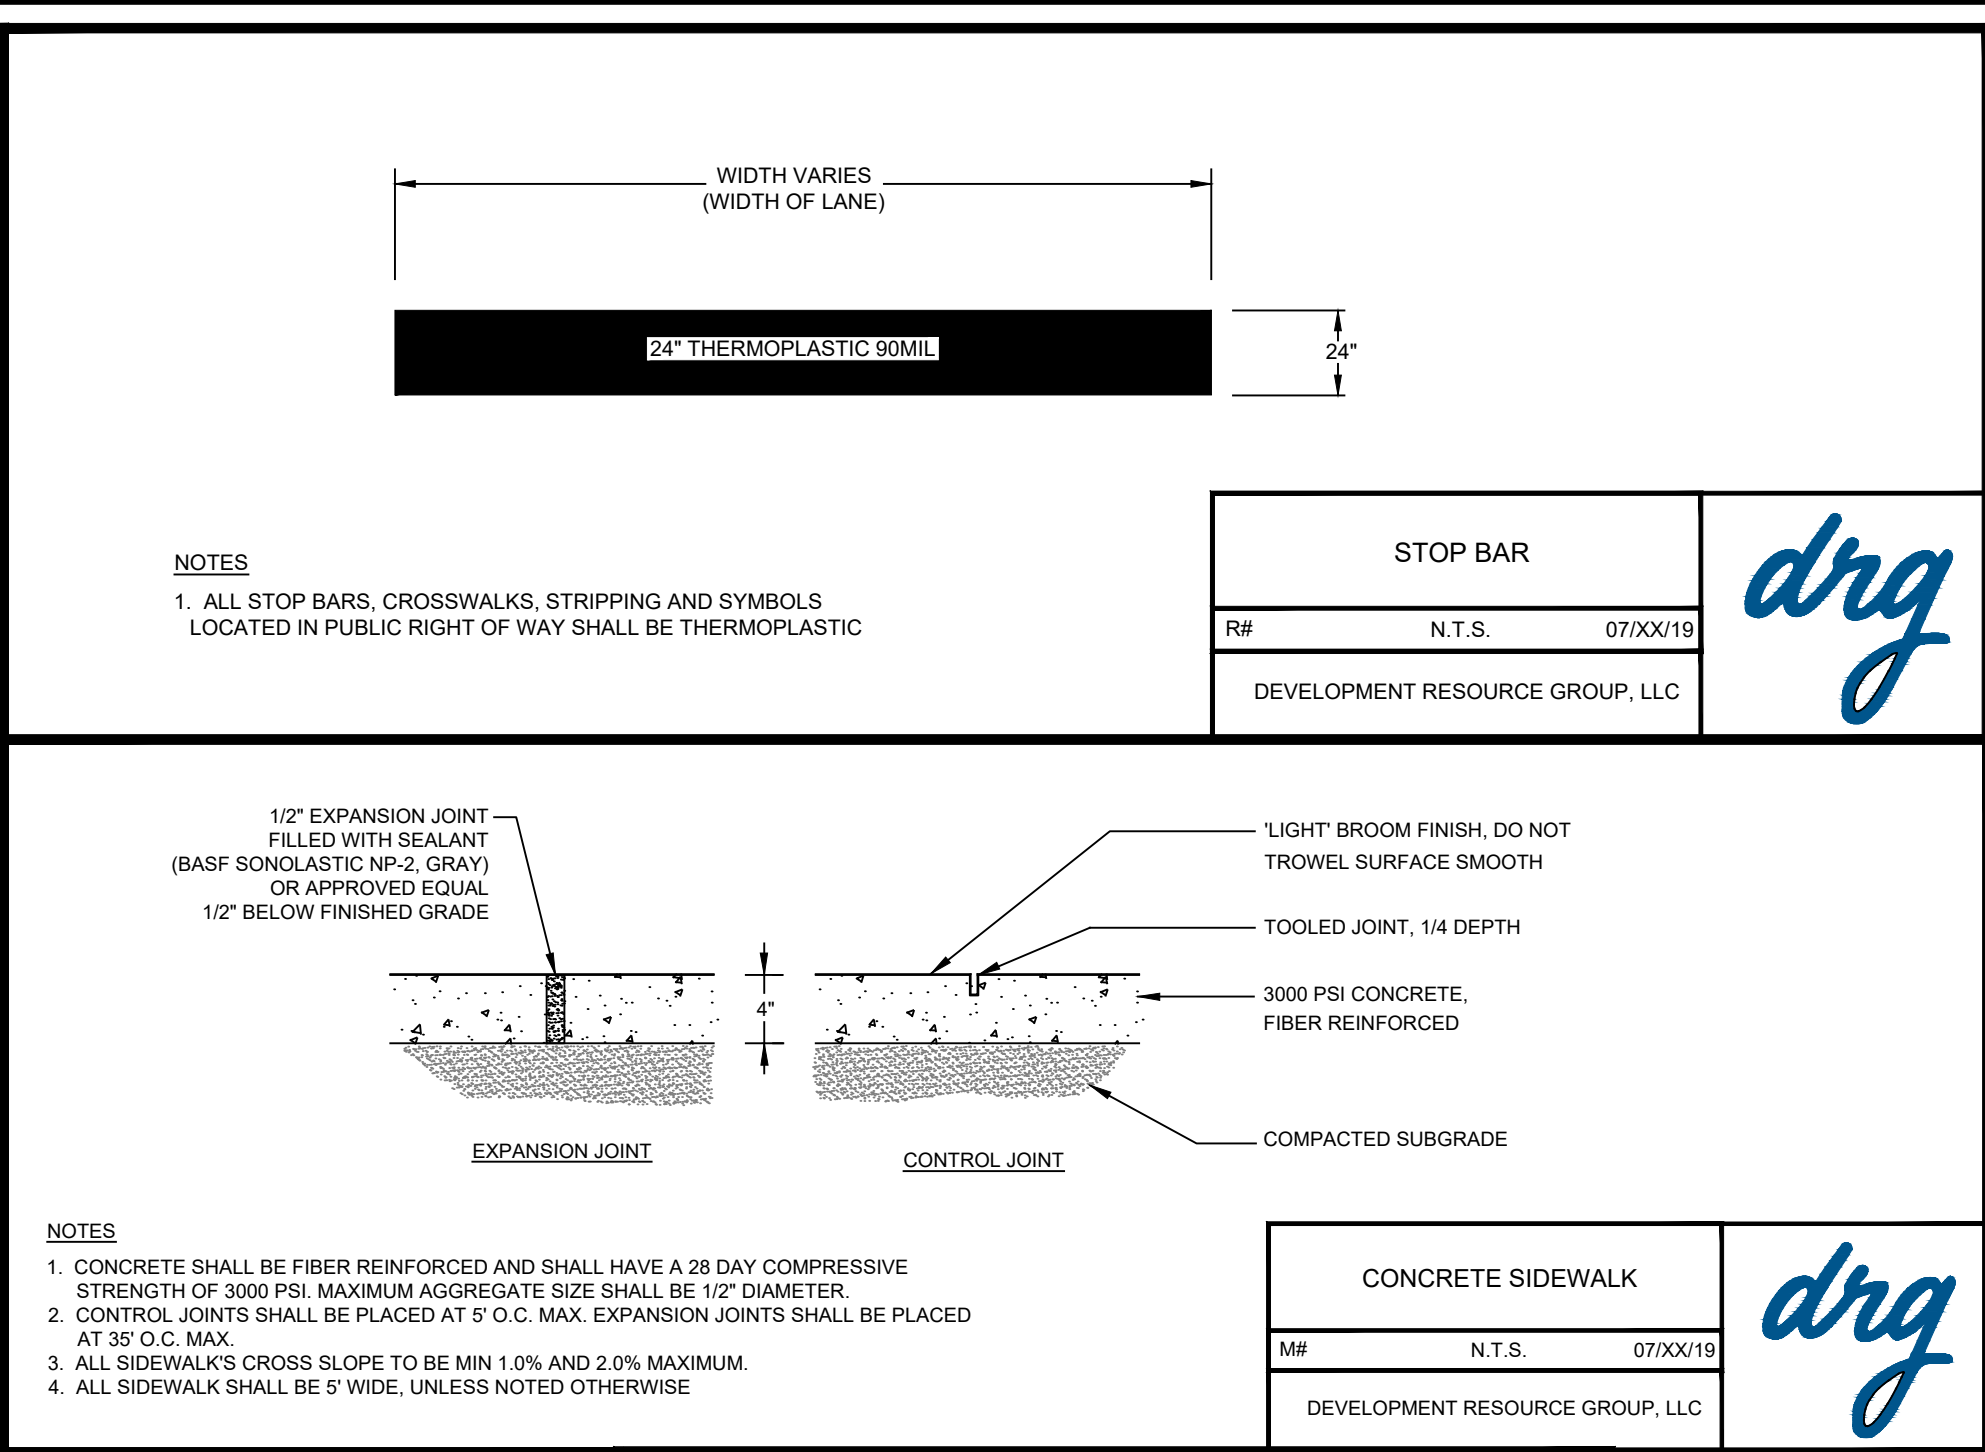 WIDTH VARIES
(WIDTH OF LANE)
24" THERMOPLASTIC 90MIL
24"
NOTES
1. ALL STOP BARS, CROSSWALKS, STRIPPING AND SYMBOLS
LOCATED IN PUBLIC RIGHT OF WAY SHALL BE THERMOPLASTIC
STOP BAR
R# N.T.S. 07/XX/19
DEVELOPMENT RESOURCE GROUP, LLC
drg
1/2" EXPANSION JOINT
FILLED WITH SEALANT
(BASF SONOLASTIC NP-2, GRAY)
OR APPROVED EQUAL
1/2" BELOW FINISHED GRADE
4"
'LIGHT' BROOM FINISH, DO NOT
TROWEL SURFACE SMOOTH
TOOLED JOINT, 1/4 DEPTH
3000 PSI CONCRETE,
FIBER REINFORCED
COMPACTED SUBGRADE
EXPANSION JOINT
CONTROL JOINT
NOTES
1. CONCRETE SHALL BE FIBER REINFORCED AND SHALL HAVE A 28 DAY COMPRESSIVE
STRENGTH OF 3000 PSI. MAXIMUM AGGREGATE SIZE SHALL BE 1/2" DIAMETER.
2. CONTROL JOINTS SHALL BE PLACED AT 5' O.C. MAX. EXPANSION JOINTS SHALL BE PLACED
AT 35' O.C. MAX.
3. ALL SIDEWALK'S CROSS SLOPE TO BE MIN 1.0% AND 2.0% MAXIMUM.
4. ALL SIDEWALK SHALL BE 5' WIDE, UNLESS NOTED OTHERWISE
CONCRETE SIDEWALK
M# N.T.S. 07/XX/19
DEVELOPMENT RESOURCE GROUP, LLC
drg